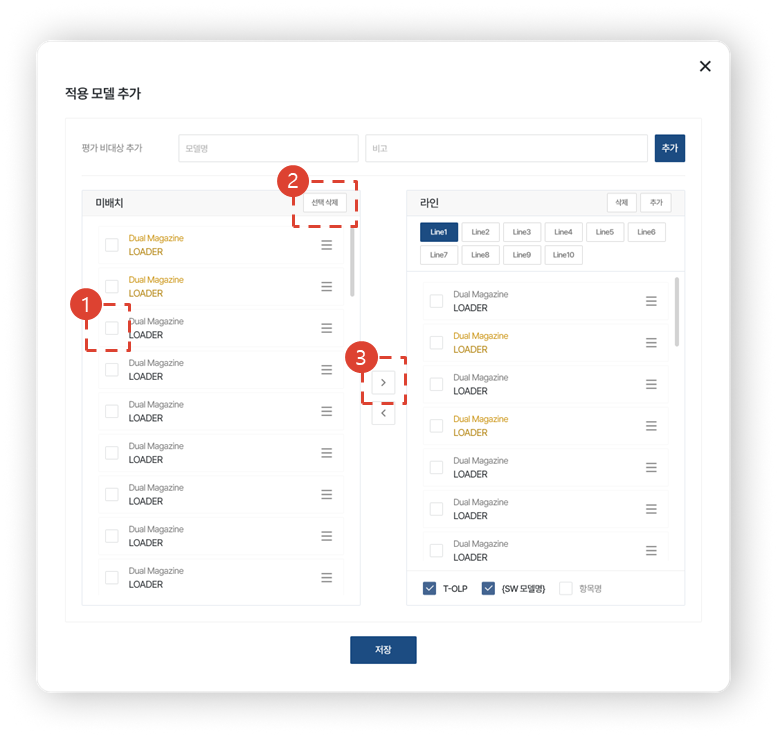 적용 모델 추가
평가 비대상 추가 모델명 비고 추가
2
미배치 선택 삭제
Dual Magazine
LOADER
Dual Magazine
LOADER
1
Dual Magazine
LOADER
Dual Magazine
LOADER
Dual Magazine
LOADER
Dual Magazine
LOADER
Dual Magazine
LOADER
Dual Magazine
LOADER
Dual Magazine
LOADER
3
라인 삭제 추가
Line1 Line2 Line3 Line4 Line5 Line6
Line7 Line8 Line9 Line10
Dual Magazine
LOADER
Dual Magazine
LOADER
Dual Magazine
LOADER
Dual Magazine
LOADER
Dual Magazine
LOADER
Dual Magazine
LOADER
Dual Magazine
LOADER
T-OLP (SW 모델명) 항목명
저장